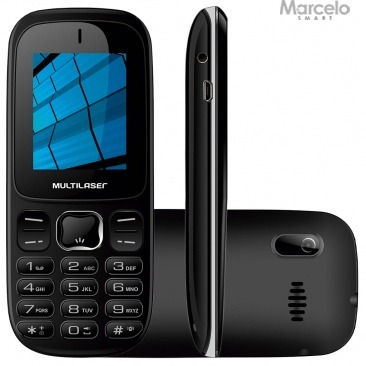 Marcelo
SMART
MULTILASER
1 2 ABC 3 DEF
4 GHI 5 JKL 6 MNO
7 PQRS 8 TUV 9 WXYZ
* 0 #